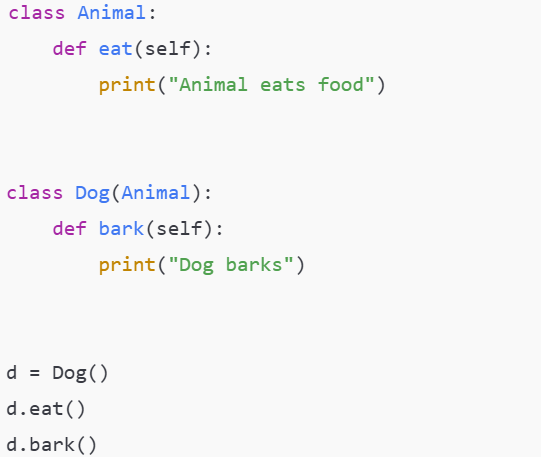 class Animal:
    def eat(self):
        print("Animal eats food")
class Dog(Animal):
    def bark(self):
        print("Dog barks")
d = Dog()
d.eat()
d.bark()